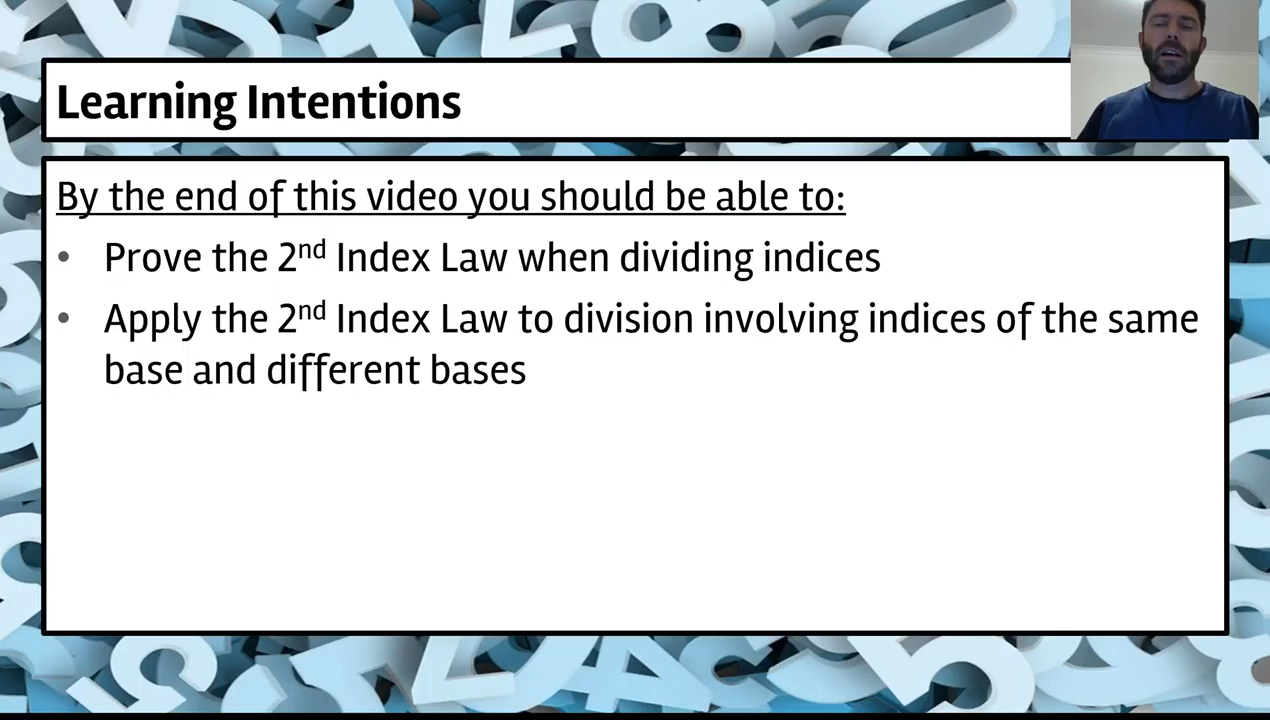 Learning Intentions
By the end of this video you should be able to:
• Prove the 2nd Index Law when dividing indices
• Apply the 2nd Index Law to division involving indices of the same
base and different bases